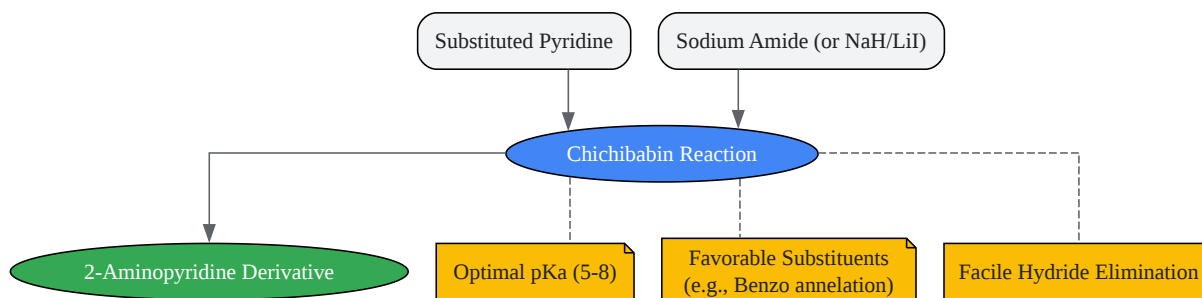 Substituted Pyridine
Sodium Amide (or NaH/LiI)
Chichibabin Reaction
2-Aminopyridine Derivative
Optimal pKa (5-8)
Favorable Substituents
(e.g., Benzo annelation)
Facile Hydride Elimination